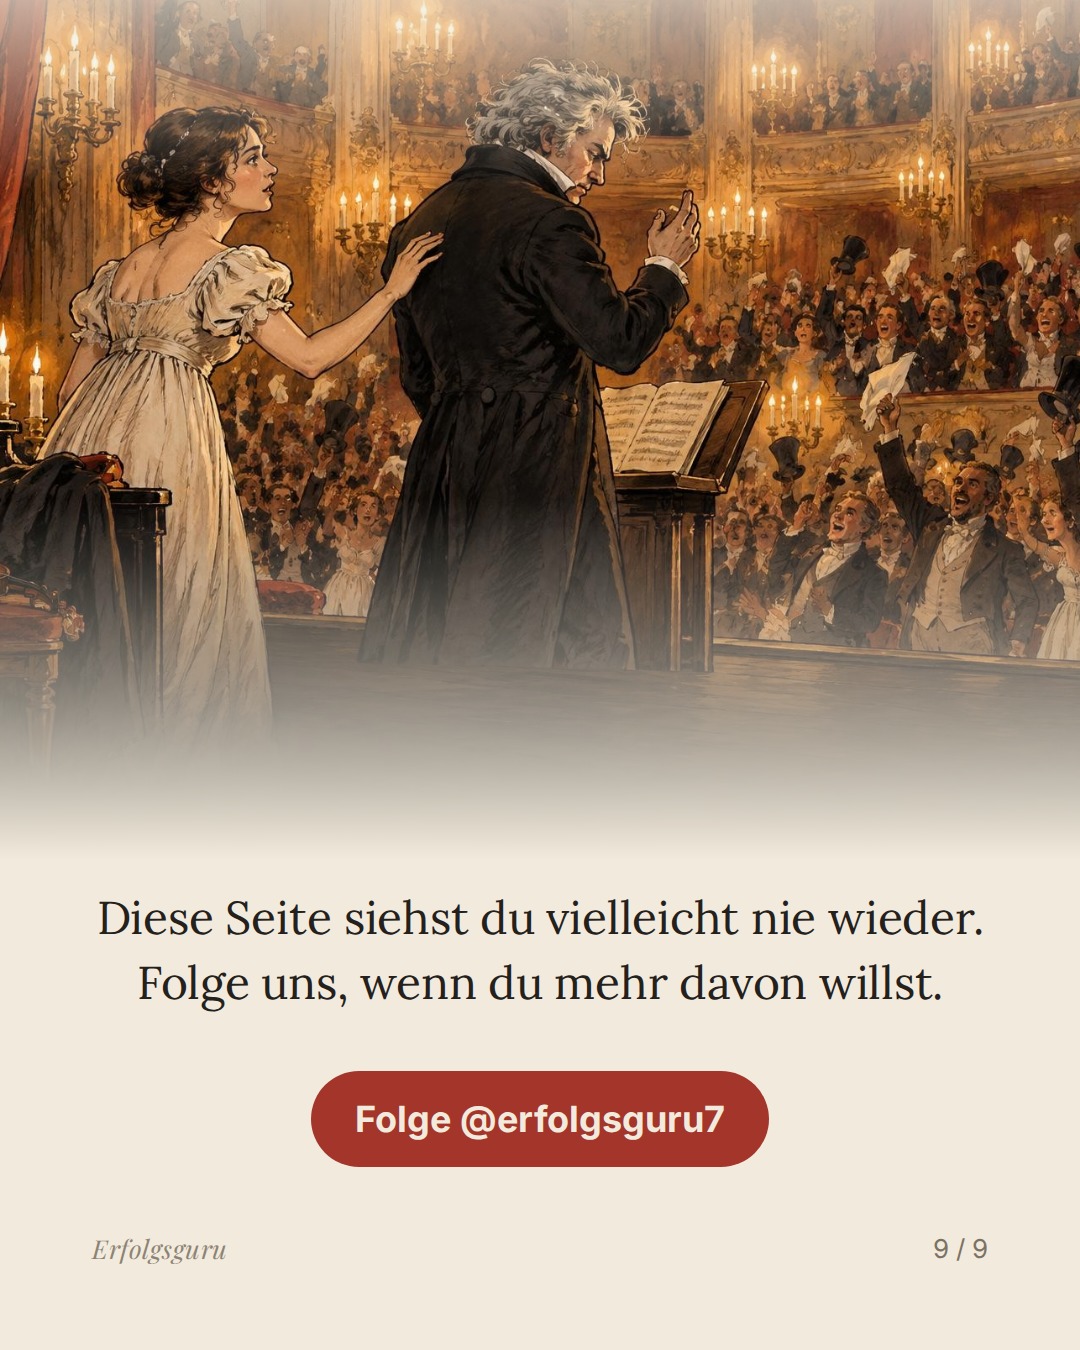 Diese Seite siehst du vielleicht nie wieder.
Folge uns, wenn du mehr davon willst.
Folge @erfolgsguru7
Erfolgsguru
9 / 9